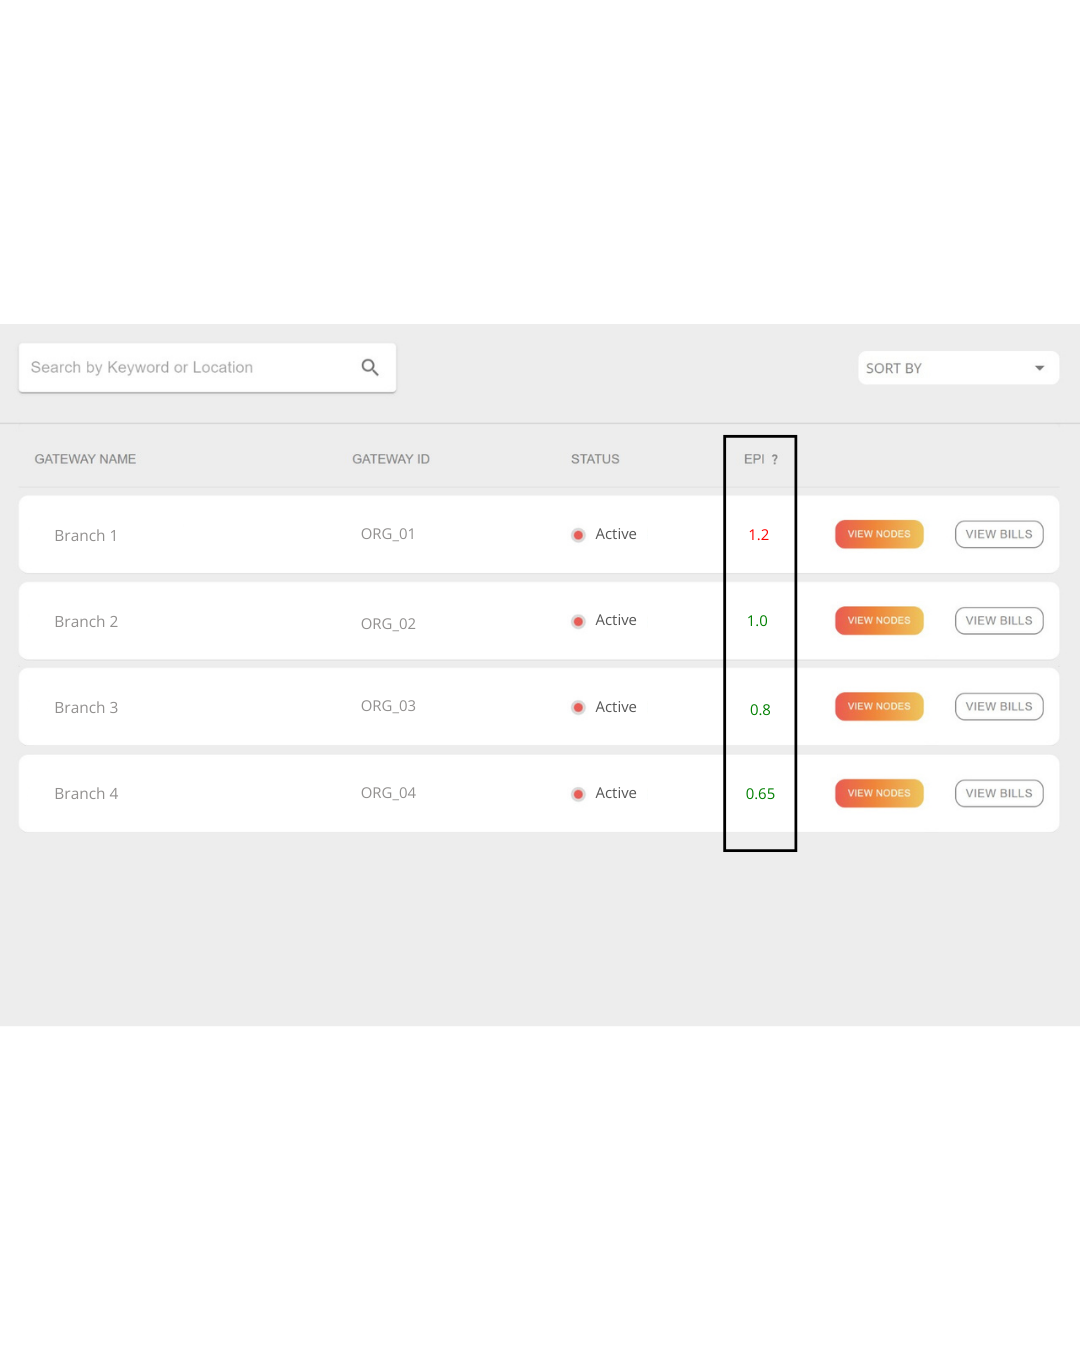 Search by Keyword or Location
SORT BY
GATEWAY NAME GATEWAY ID STATUS EPI ?
Branch 1 ORG_01 Active 1.2 VIEW NODES VIEW BILLS
Branch 2 ORG_02 Active 1.0 VIEW NODES VIEW BILLS
Branch 3 ORG_03 Active 0.8 VIEW NODES VIEW BILLS
Branch 4 ORG_04 Active 0.65 VIEW NODES VIEW BILLS